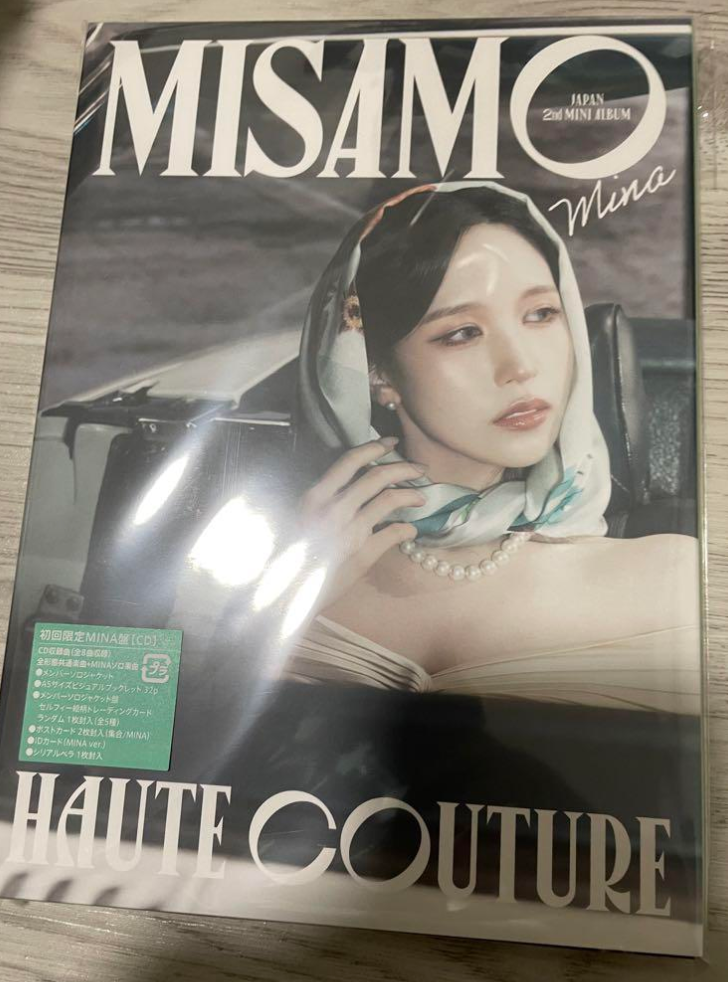 MISAMO
JAPAN
2nd MINI ALBUM
Mina
初回限定MINA盤[CD]
CD収録曲(全8曲収録)
全形態共通楽曲+MINAソロ楽曲
プラ
●メンバーソロジャケット
●A5サイズビジュアルブックレット 32p
●メンバーソロジャケット盤
セルフィー絵柄トレーディングカード
ランダム 1枚封入(全5種)
●ポストカード 2枚封入(集合/MINA)
●IDカード(MINA ver.)
●シリアルペラ 1枚封入
HAUTE COUTURE